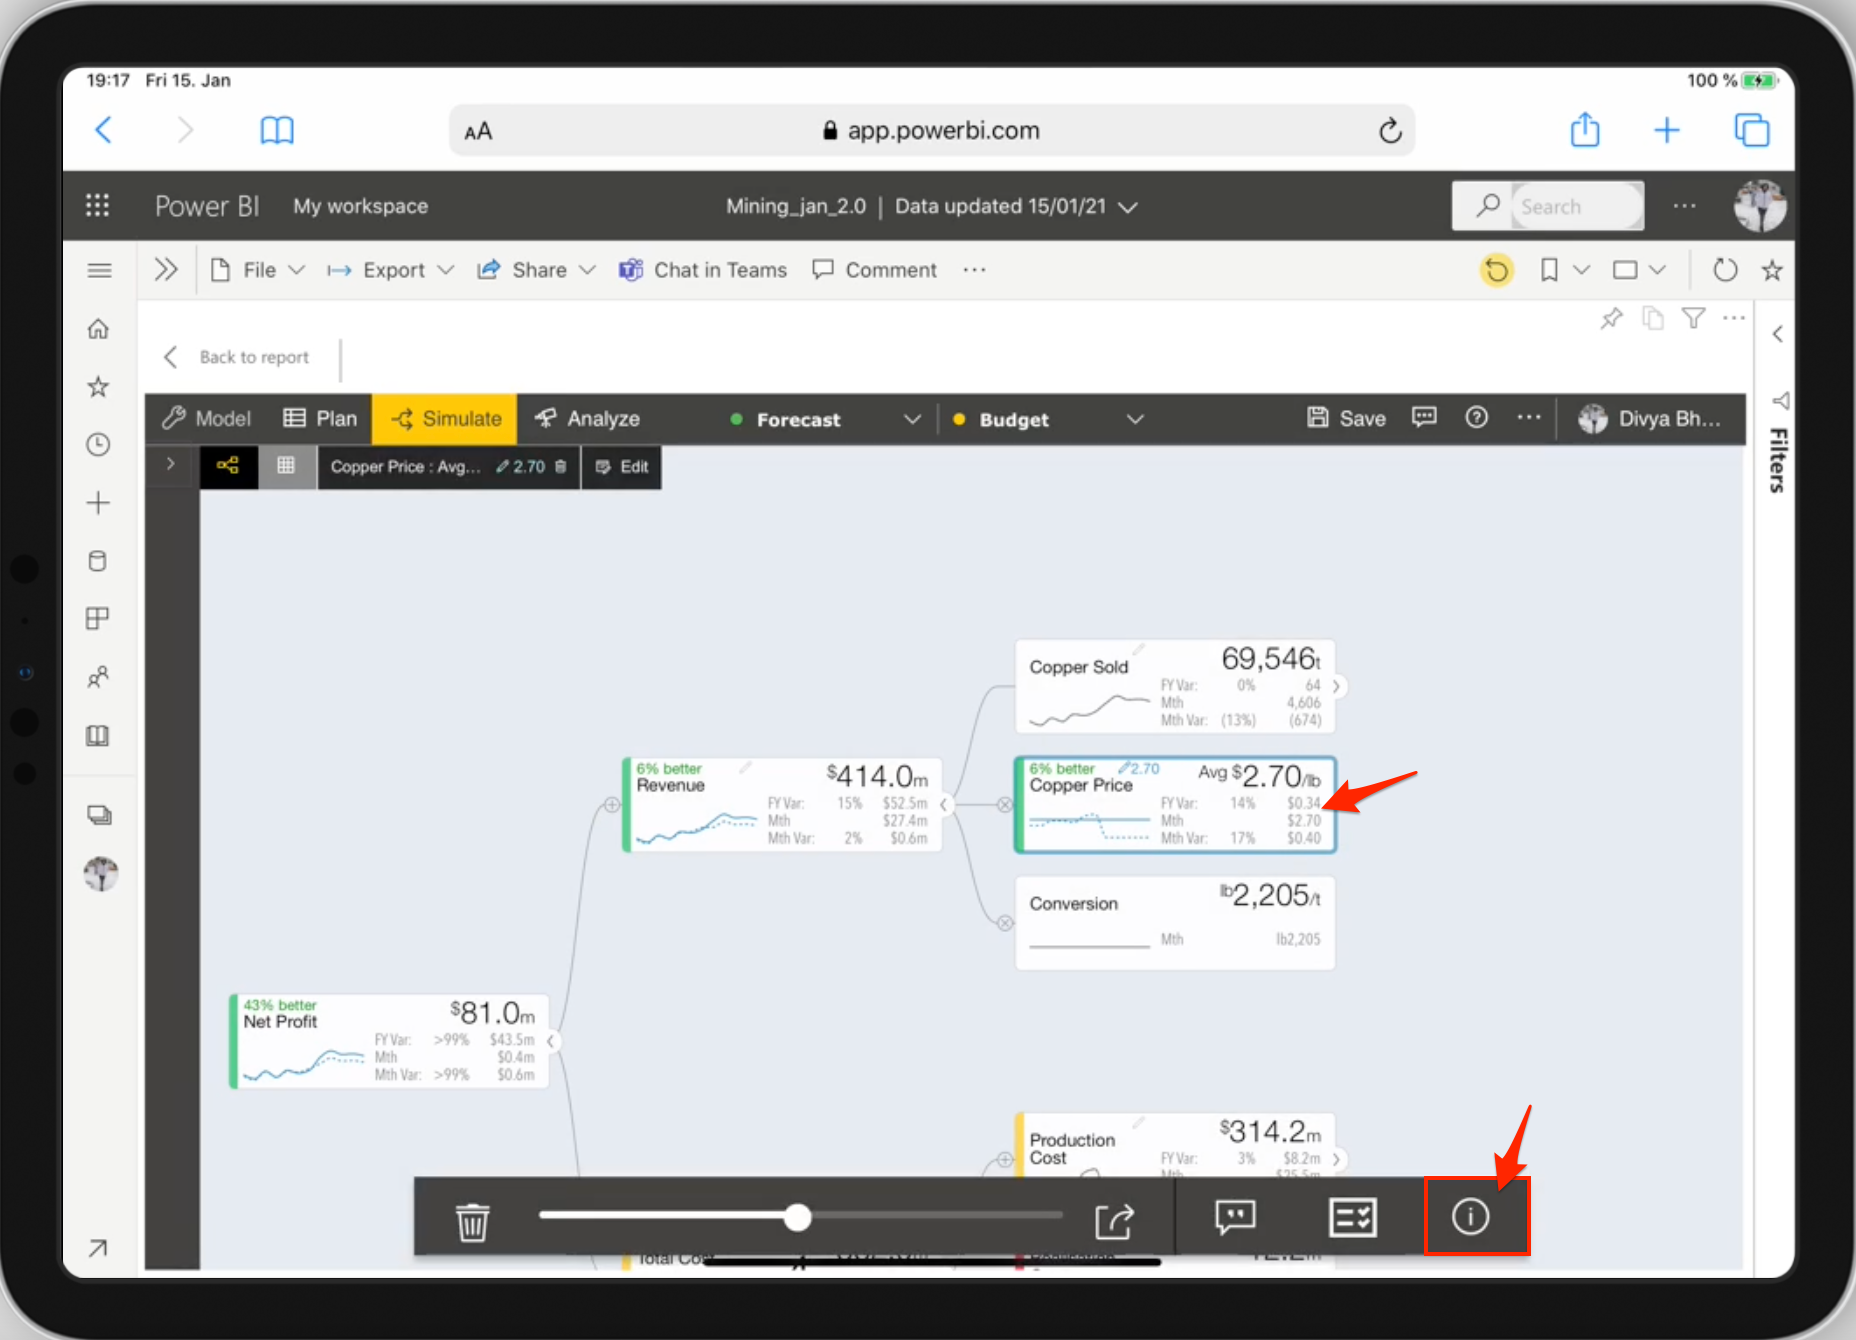 19:17 Fri 15. Jan
100 %
AA
app.powerbi.com
Power BI My workspace
Mining_jan_2.0 | Data updated 15/01/21
Search
File Export Share Chat in Teams Comment
Back to report
Filters
Model Plan Simulate Analyze
Forecast Budget
Save Divya Bh...
Copper Price : Avg... 2.70 Edit
Copper Sold 69,546t
FY Var: 0% 64
Mth 4,606
Mth Var: (13%) (674)
6% better
Revenue $414.0m
FY Var: 15% $52.5m
Mth $27.4m
Mth Var: 2% $0.6m
6% better 2.70
Copper Price Avg $2.70/lb
FY Var: 14% $0.34
Mth $2.70
Mth Var: 17% $0.40
Conversion lb2,205/t
Mth lb2,205
43% better
Net Profit $81.0m
FY Var: >99% $43.5m
Mth $0.4m
Mth Var: >99% $0.6m
Production Cost $314.2m
FY Var: 3% $8.2m
Mth $25.5m
Total Cost